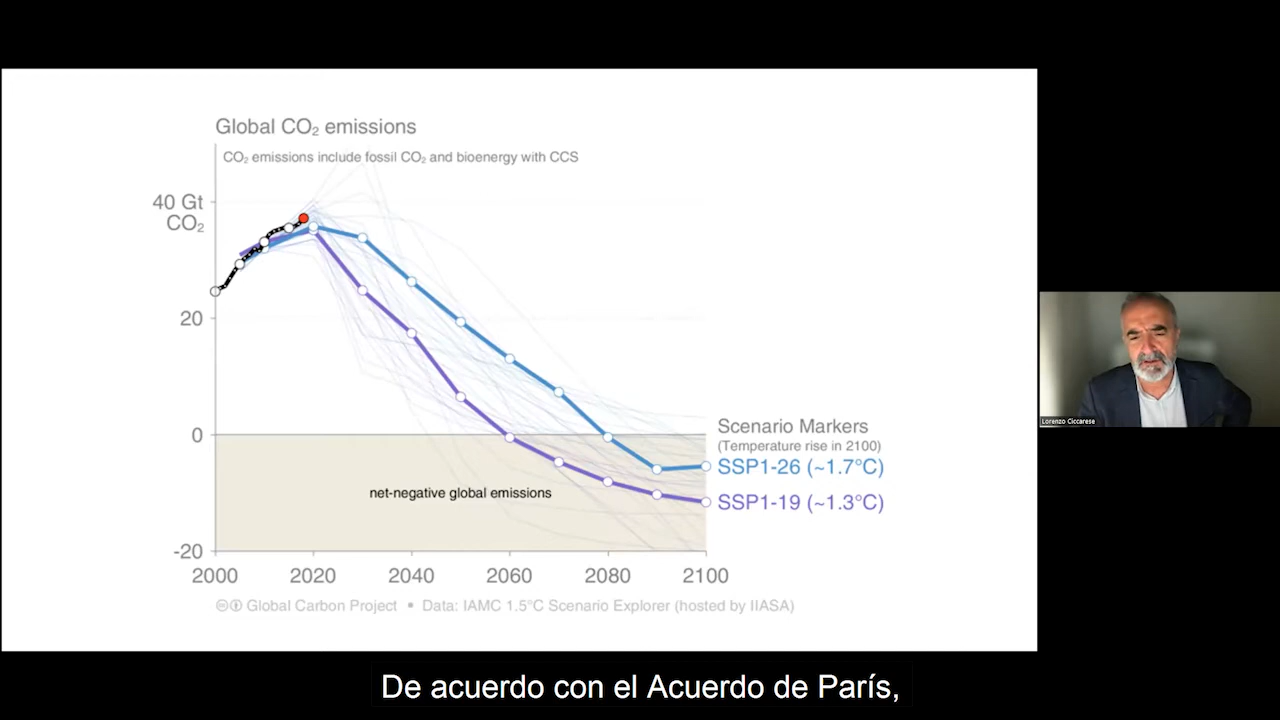 Global CO₂ emissions
CO₂ emissions include fossil CO₂ and bioenergy with CCS
40 Gt
CO₂
20
0
-20
net-negative global emissions
2000 2020 2040 2060 2080 2100
Scenario Markers
(Temperature rise in 2100)
SSP1-26 (~1.7°C)
SSP1-19 (~1.3°C)
Global Carbon Project ▪ Data: IAMC 1.5°C Scenario Explorer (hosted by IIASA)
Lorenzo Ciccarese
De acuerdo con el Acuerdo de París,